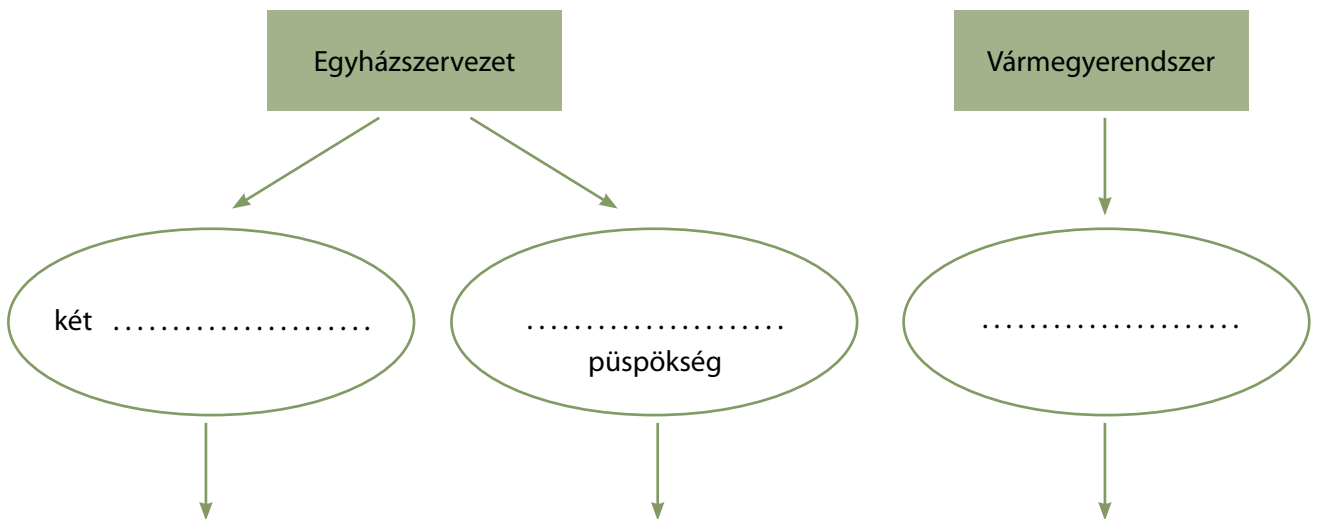 Egyházszervezet
Vármegyerendszer
két ......................
......................
püspökség
......................